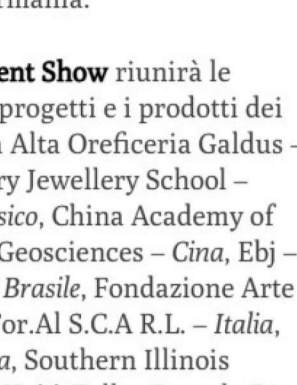 ent Show riunirà le
progetti e i prodotti dei
Alta Oreficeria Galdus –
ry Jewellery School –
sico, China Academy of
Geosciences – Cina, Ebj –
Brasile, Fondazione Arte
or.Al S.C.A R.L. – Italia,
a, Southern Illinois